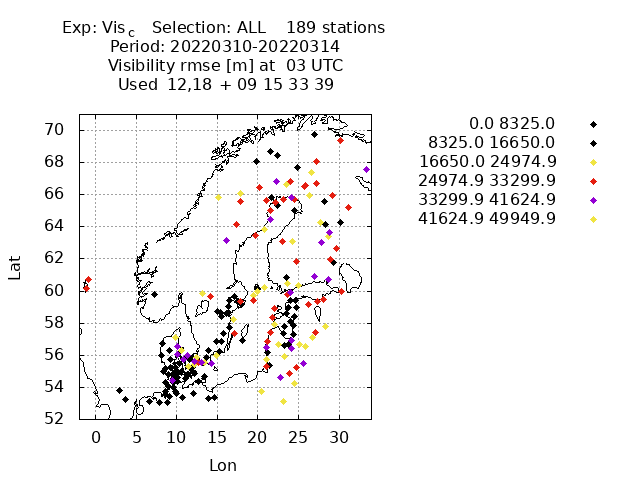 Exp: Vis c Selection: ALL 189 stations
Period: 20220310-20220314
Visibility rmse [m] at 03 UTC
Used 12,18 + 09 15 33 39
0.0 8325.0
8325.0 16650.0
16650.0 24974.9
24974.9 33299.9
33299.9 41624.9
41624.9 49949.9
Lat
70
68
66
64
62
60
58
56
54
52
0 5 10 15 20 25 30
Lon